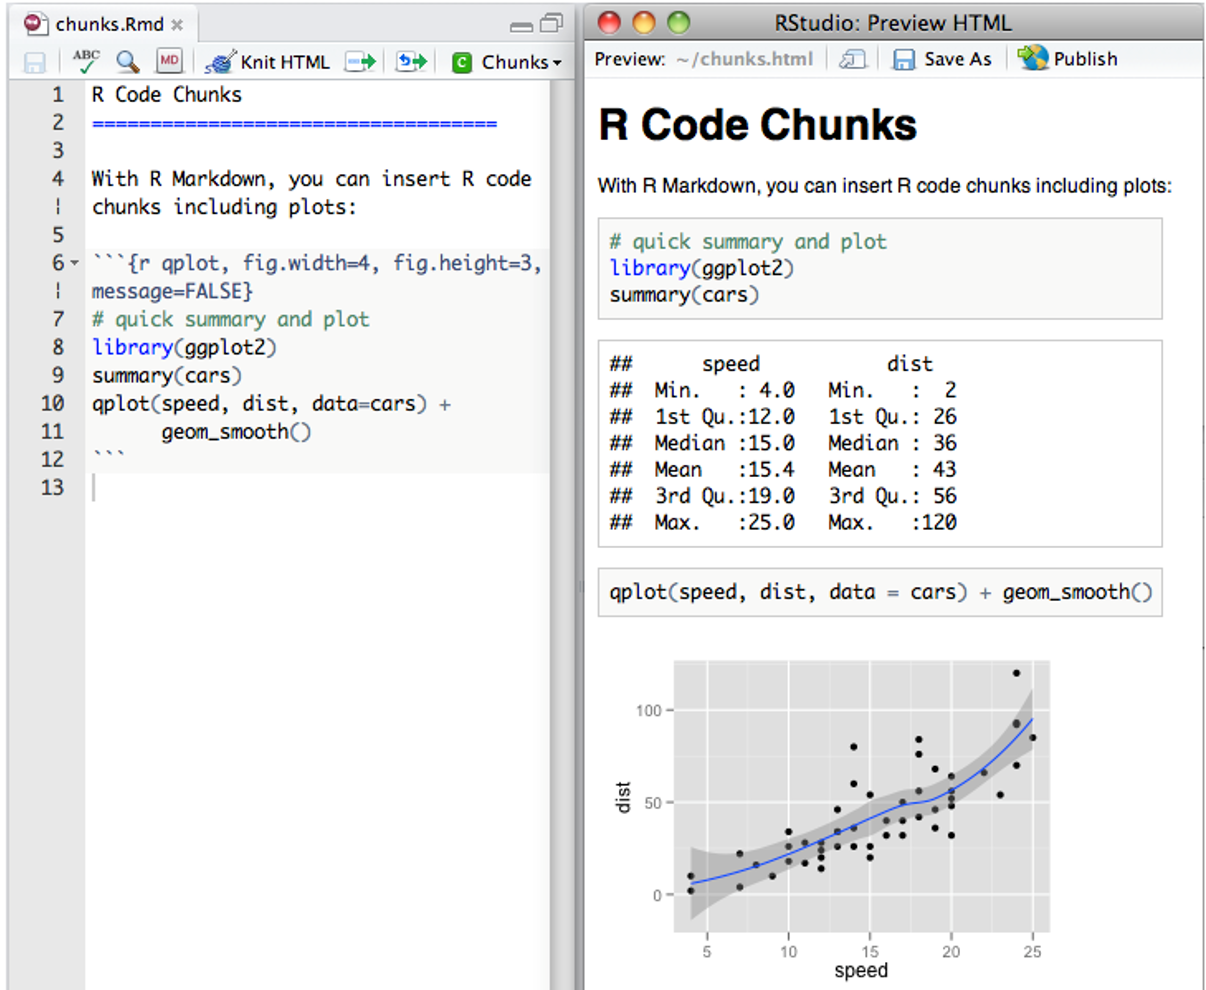 chunks.Rmd
ABC
MD
Knit HTML
C
Chunks
1 R Code Chunks
2 ===================================
3
4 With R Markdown, you can insert R code
chunks including plots:
5
6 ```{r qplot, fig.width=4, fig.height=3,
message=FALSE}
7 # quick summary and plot
8 library(ggplot2)
9 summary(cars)
10 qplot(speed, dist, data=cars) +
11       geom_smooth()
12 ```
13
RStudio: Preview HTML
Preview: ~/chunks.html
Save As
Publish
R Code Chunks
With R Markdown, you can insert R code chunks including plots:
# quick summary and plot
library(ggplot2)
summary(cars)
##      speed           dist
##  Min.   : 4.0   Min.   :  2
##  1st Qu.:12.0   1st Qu.: 26
##  Median :15.0   Median : 36
##  Mean   :15.4   Mean   : 43
##  3rd Qu.:19.0   3rd Qu.: 56
##  Max.   :25.0   Max.   :120
qplot(speed, dist, data = cars) + geom_smooth()
100
50
0
dist
5 10 15 20 25
speed